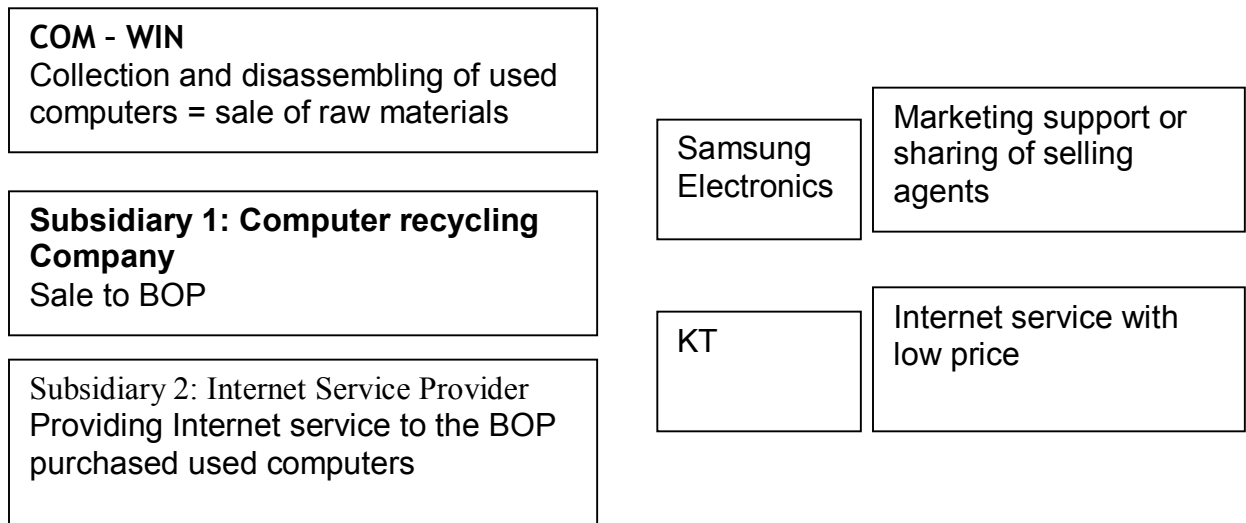 COM – WIN
Collection and disassembling of used
computers = sale of raw materials
Subsidiary 1: Computer recycling
Company
Sale to BOP
Subsidiary 2: Internet Service Provider
Providing Internet service to the BOP
purchased used computers
Samsung
Electronics
Marketing support or
sharing of selling
agents
KT
Internet service with
low price